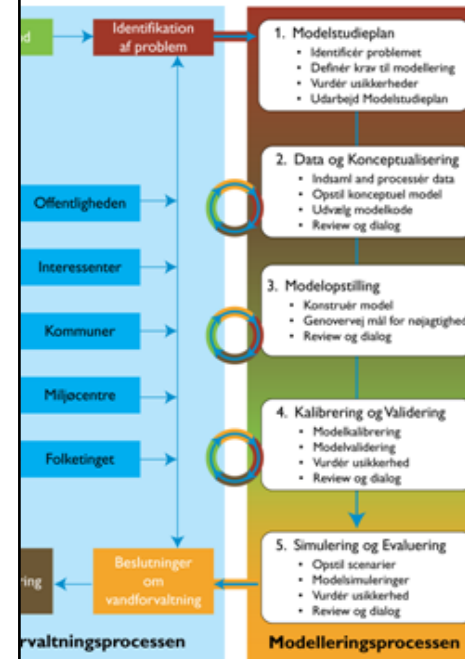 Identifikation
af problem
Offentligheden
Interessenter
Kommuner
Miljøcentre
Folketinget
Beslutninger
om
vandforvaltning
1. Modelstudieplan
• Identificér problemet
• Definér krav til modellering
• Vurdér usikkerheder
• Udarbejd Modelstudieplan
2. Data og Konceptualisering
• Indsaml and processér data
• Opstil konceptuel model
• Udvælg modelkode
• Review og dialog
3. Modelopstilling
• Konstruér model
• Genovervej mål for nøjagtighed
• Review og dialog
4. Kalibrering og Validering
• Modelkalibrering
• Modelvalidering
• Vurdér usikkerhed
• Review og dialog
5. Simulering og Evaluering
• Opstil scenarier
• Modelsimuleringer
• Vurdér usikkerhed
• Review og dialog
rvaltningsprocessen
Modelleringsprocessen